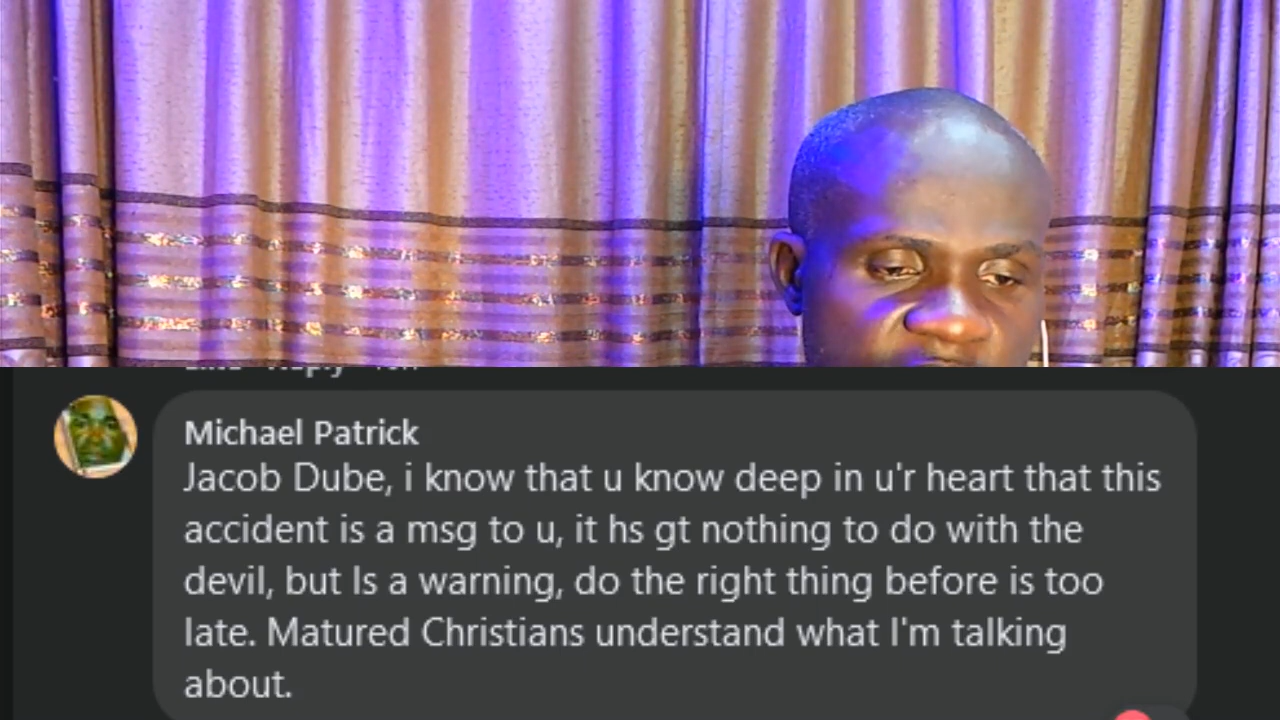 Michael Patrick
Jacob Dube, i know that u know deep in u'r heart that this
accident is a msg to u, it hs gt nothing to do with the
devil, but Is a warning, do the right thing before is too
late. Matured Christians understand what I'm talking
about.